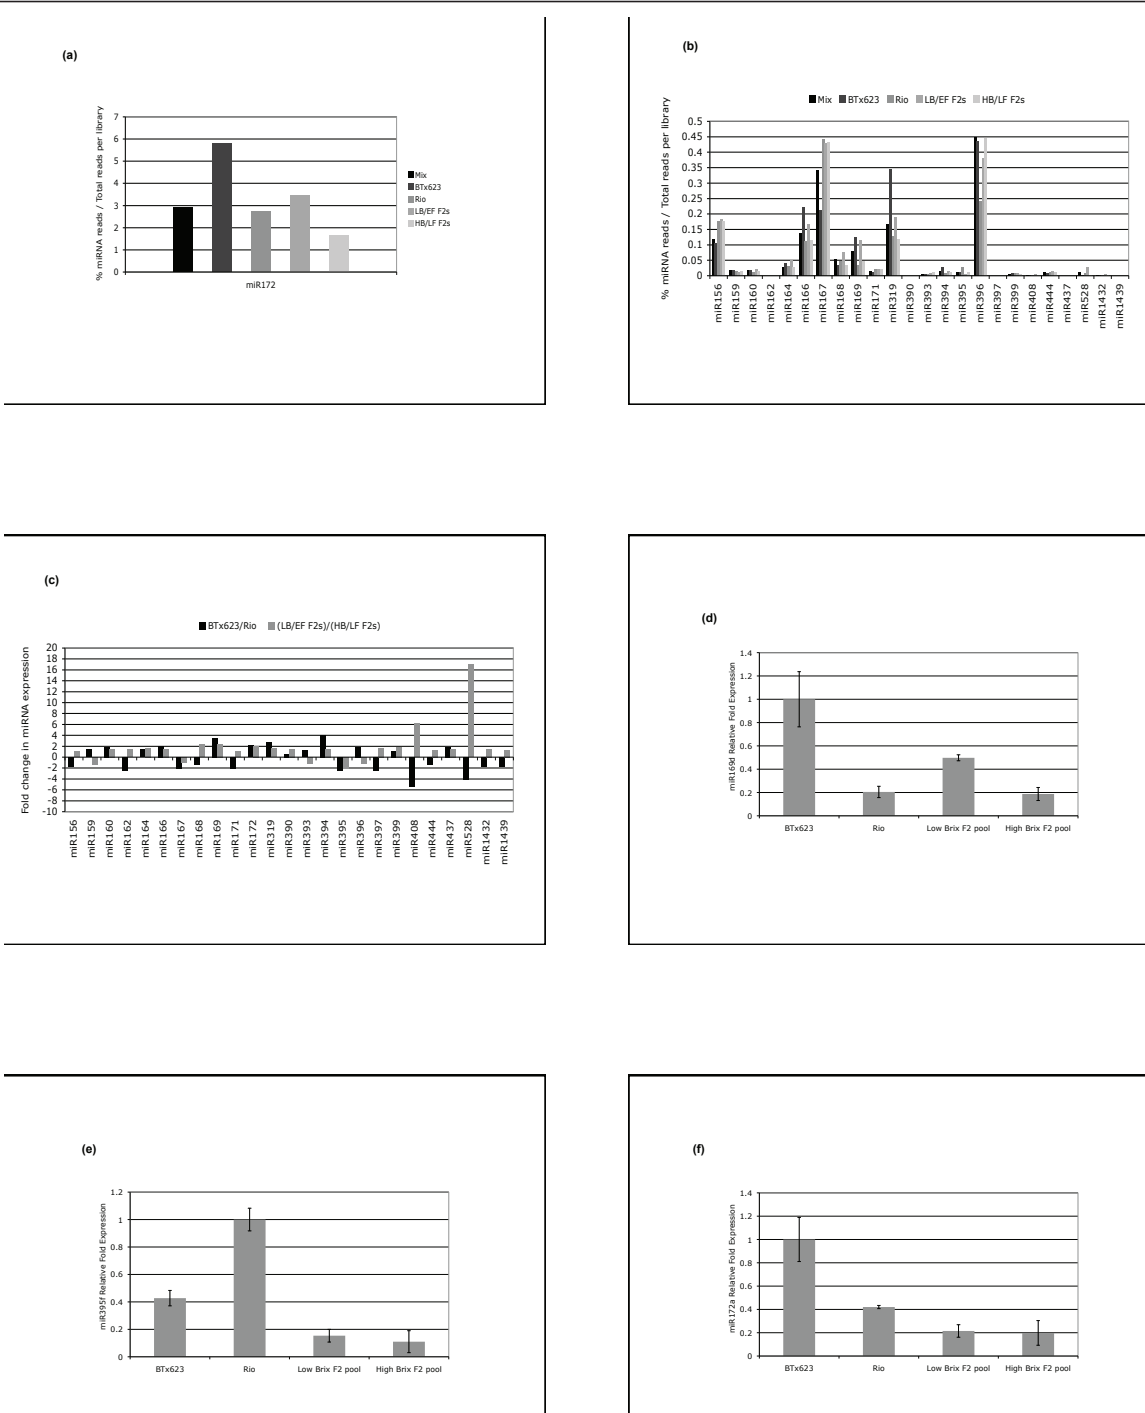 (a)
% miRNA reads / Total reads per library
7
6
5
4
3
2
1
0
miR172
Mix
BTx623
Rio
LB/EF F2s
HB/LF F2s
(b)
Mix BTx623 Rio LB/EF F2s HB/LF F2s
% miRNA reads / Total reads per library
0.5
0.45
0.4
0.35
0.3
0.25
0.2
0.15
0.1
0.05
0
miR156
miR159
miR160
miR162
miR164
miR166
miR167
miR168
miR169
miR171
miR319
miR390
miR393
miR394
miR395
miR396
miR397
miR399
miR408
miR444
miR437
miR528
miR1432
miR1439
(c)
BTx623/Rio (LB/EF F2s)/(HB/LF F2s)
Fold change in miRNA expression
20
18
16
14
12
10
8
6
4
2
0
-2
-4
-6
-8
-10
miR156
miR159
miR160
miR162
miR164
miR166
miR167
miR168
miR169
miR171
miR172
miR319
miR390
miR393
miR394
miR395
miR396
miR397
miR399
miR408
miR444
miR437
miR528
miR1432
miR1439
(d)
miR169d Relative Fold Expression
1.4
1.2
1
0.8
0.6
0.4
0.2
0
BTx623 Rio Low Brix F2 pool High Brix F2 pool
(e)
miR395f Relative Fold Expression
1.2
1
0.8
0.6
0.4
0.2
0
BTx623 Rio Low Brix F2 pool High Brix F2 pool
(f)
miR172a Relative Fold Expression
1.4
1.2
1
0.8
0.6
0.4
0.2
0
BTx623 Rio Low Brix F2 pool High Brix F2 pool